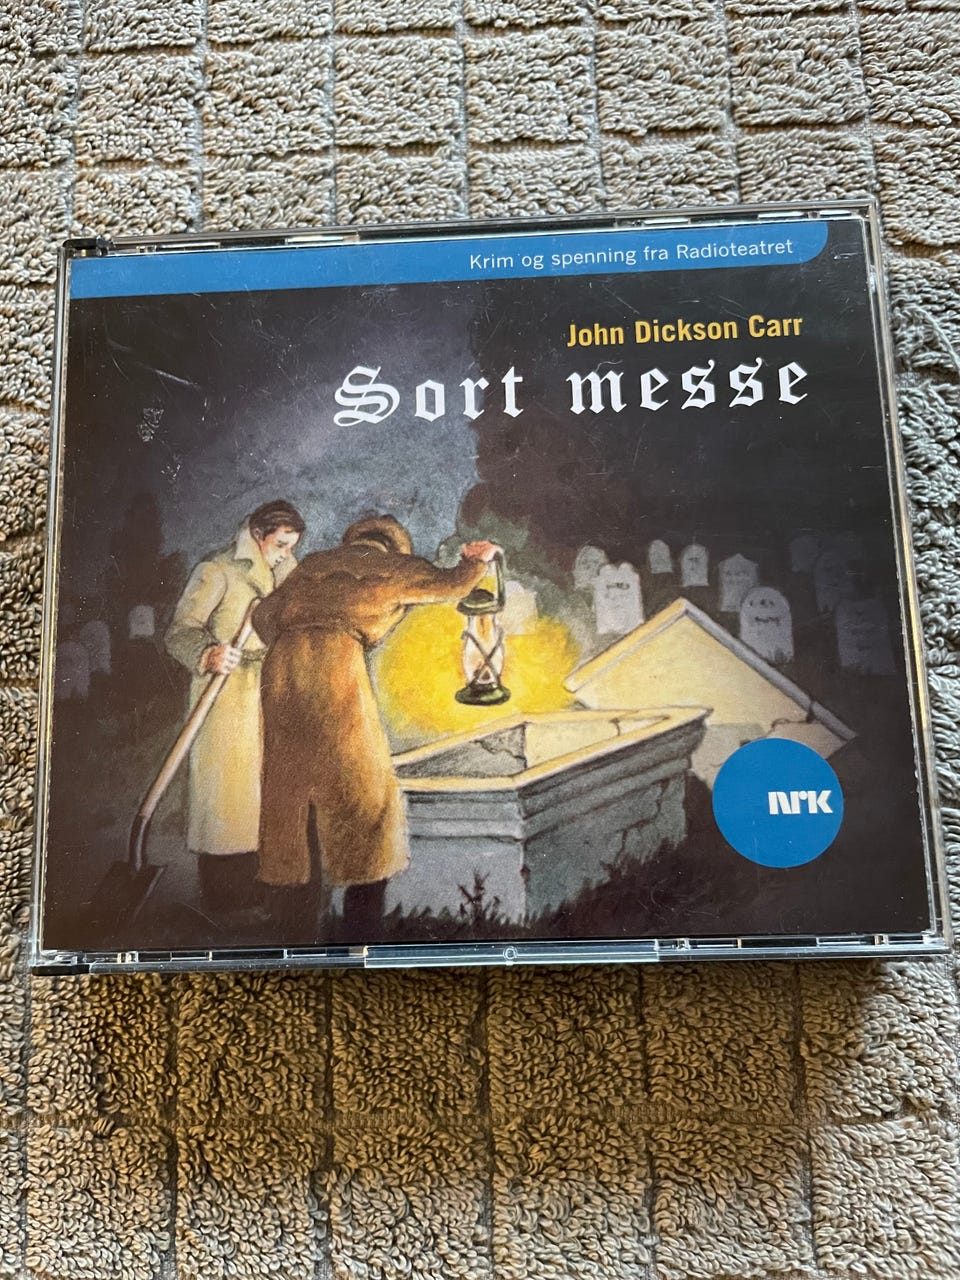 Krim og spenning fra Radioteatret
John Dickson Carr
Sort messe
NRK